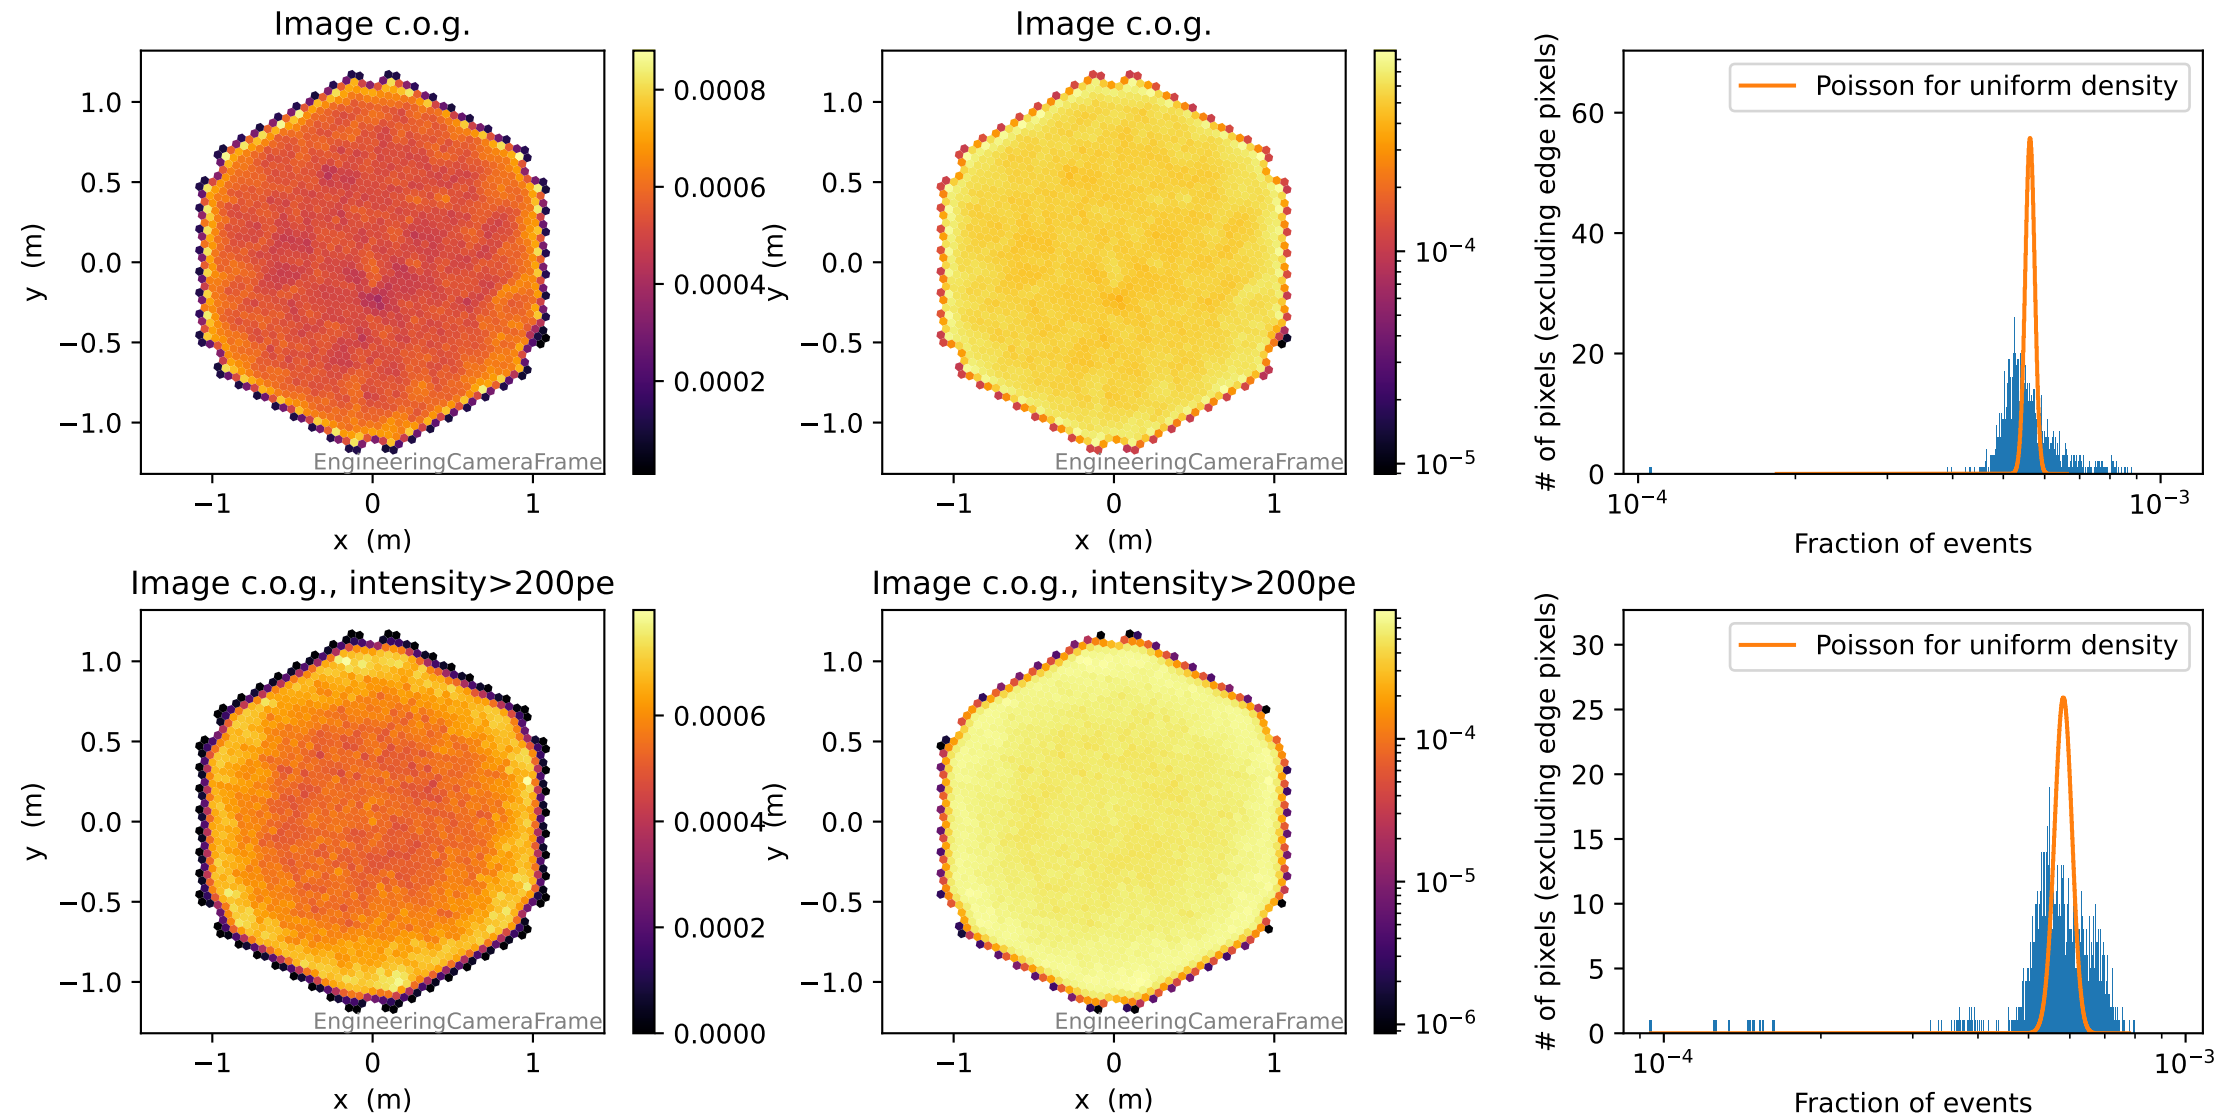 Image c.o.g.
y (m)
1.0
0.5
0.0
−0.5
−1.0
EngineeringCameraFrame
−1 0 1
x (m)
0.0008
0.0006
0.0004
0.0002
Image c.o.g.
y (m)
1.0
0.5
0.0
−0.5
−1.0
EngineeringCameraFrame
−1 0 1
x (m)
10⁻⁴
10⁻⁵
# of pixels (excluding edge pixels)
Poisson for uniform density
60
40
20
0
10⁻⁴ 10⁻³
Fraction of events
Image c.o.g., intensity>200pe
y (m)
1.0
0.5
0.0
−0.5
−1.0
EngineeringCameraFrame
−1 0 1
x (m)
0.0006
0.0004
0.0002
0.0000
Image c.o.g., intensity>200pe
y (m)
1.0
0.5
0.0
−0.5
−1.0
EngineeringCameraFrame
−1 0 1
x (m)
10⁻⁴
10⁻⁵
10⁻⁶
# of pixels (excluding edge pixels)
Poisson for uniform density
30
25
20
15
10
5
0
10⁻⁴ 10⁻³
Fraction of events